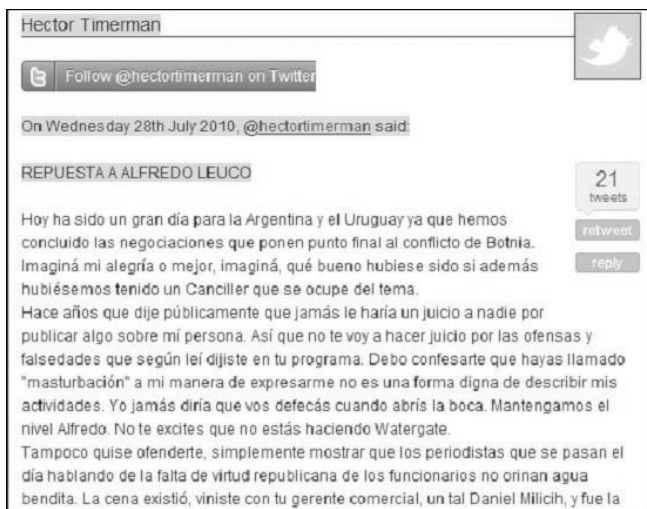 Hector Timerman
Follow @hectortimerman on Twitter
On Wednesday 28th July 2010, @hectortimerman said:
REPUESTA A ALFREDO LEUCO
21
tweets
retweet
reply
Hoy ha sido un gran día para la Argentina y el Uruguay ya que hemos
concluido las negociaciones que ponen punto final al conflicto de Botnia.
Imaginá mi alegría o mejor, imaginá, qué bueno hubiese sido si además
hubiésemos tenido un Canciller que se ocupe del tema.
Hace años que dije públicamente que jamás le haría un juicio a nadie por
publicar algo sobre mí persona. Así que no te voy a hacer juicio por las ofensas y
falsedades que según leí dijiste en tu programa. Debo confesarte que hayas llamado
"masturbación" a mi manera de expresarme no es una forma digna de describir mis
actividades. Yo jamás diría que vos defecás cuando abrís la boca. Mantengamos el
nivel Alfredo. No te excites que no estás haciendo Watergate.
Tampoco quise ofenderte, simplemente mostrar que los periodistas que se pasan el
día hablando de la falta de virtud republicana de los funcionarios no orinan agua
bendita. La cena existió, viniste con tu gerente comercial, un tal Daniel Milicih, y fue la